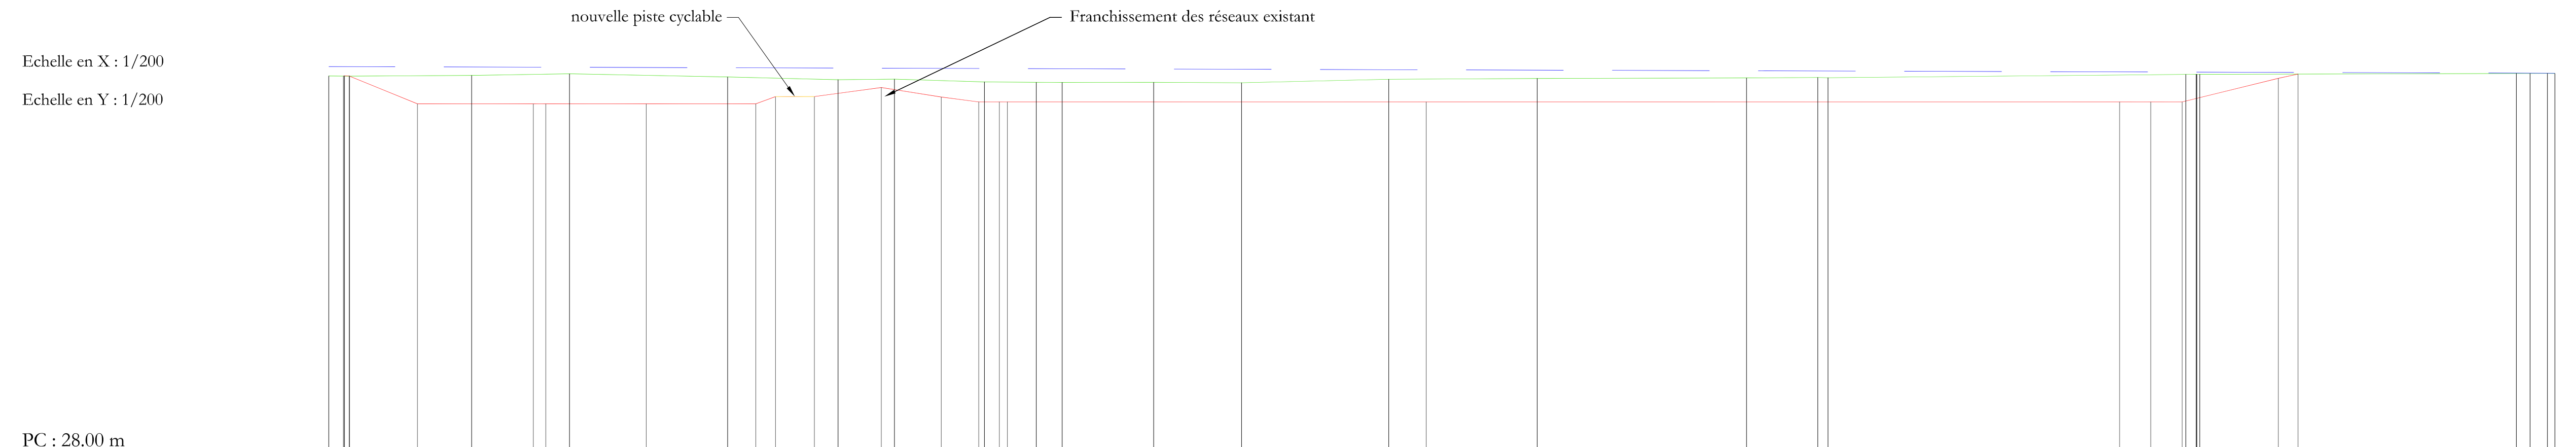 nouvelle piste cyclable
Franchissement des réseaux existant
Echelle en X : 1/200
Echelle en Y : 1/200
PC : 28.00 m